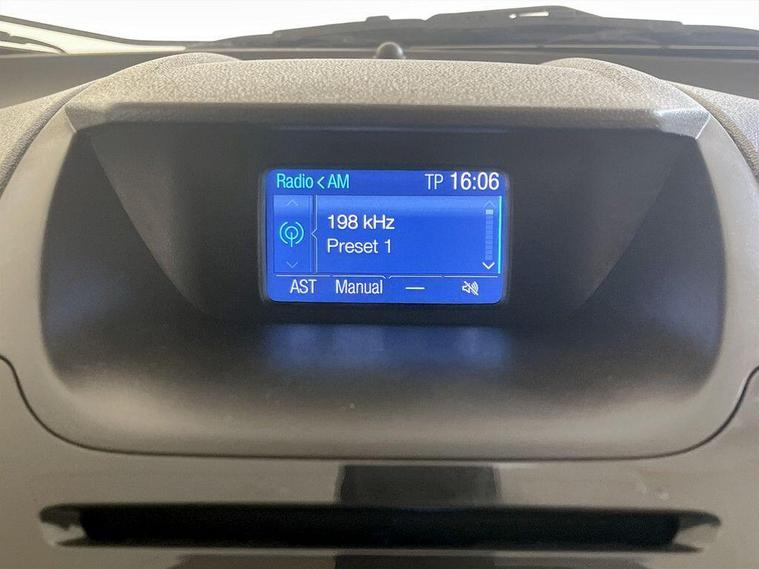 Radio < AM TP 16:06
198 kHz
Preset 1
AST Manual —